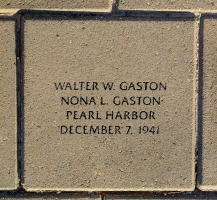 WALTER W. GASTON
NONA L. GASTON
PEARL HARBOR
DECEMBER 7, 1941